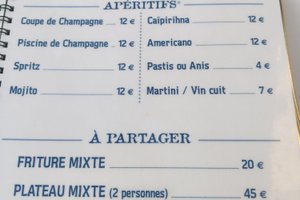 APÉRITIFS
Coupe de Champagne 12 €
Piscine de Champagne 12 €
Spritz 12 €
Mojito 12 €
Caipirihna 12 €
Americano 12 €
Pastis ou Anis 4 €
Martini / Vin cuit 7 €
À PARTAGER
FRITURE MIXTE 20 €
PLATEAU MIXTE (2 personnes) 45 €